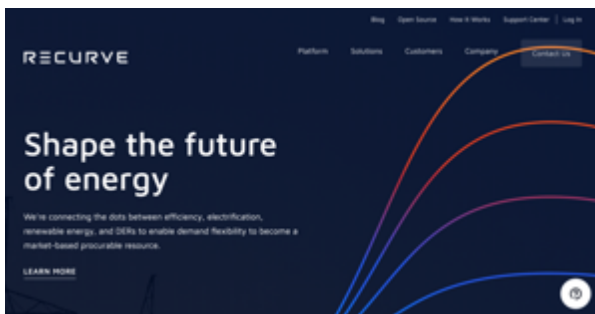 Blog Open Source How It Works Support Center | Log In
RECURVE
Platform Solutions Customers Company Contact Us
Shape the future
of energy
We're connecting the dots between efficiency, electrification,
renewable energy, and DERs to enable demand flexibility to become a
market-based procurable resource.
LEARN MORE